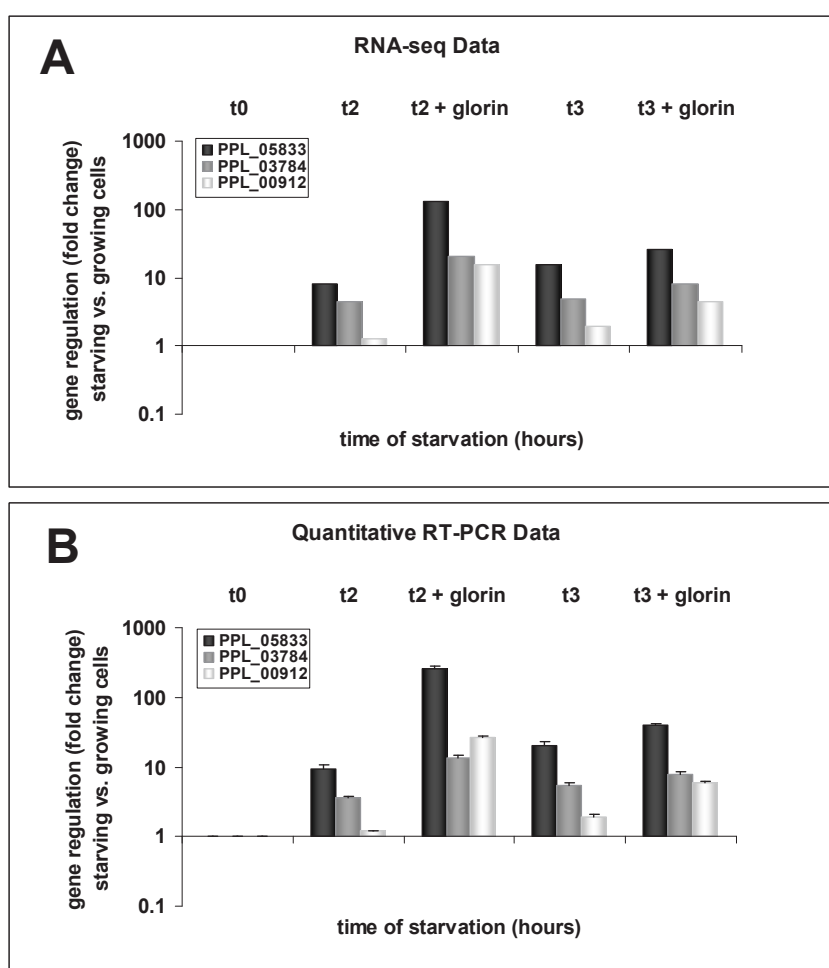 A
RNA-seq Data
t0 t2 t2 + glorin t3 t3 + glorin
gene regulation (fold change)
starving vs. growing cells
1000
100
10
1
0.1
PPL_05833
PPL_03784
PPL_00912
time of starvation (hours)
B
Quantitative RT-PCR Data
t0 t2 t2 + glorin t3 t3 + glorin
gene regulation (fold change)
starving vs. growing cells
1000
100
10
1
0.1
PPL_05833
PPL_03784
PPL_00912
time of starvation (hours)